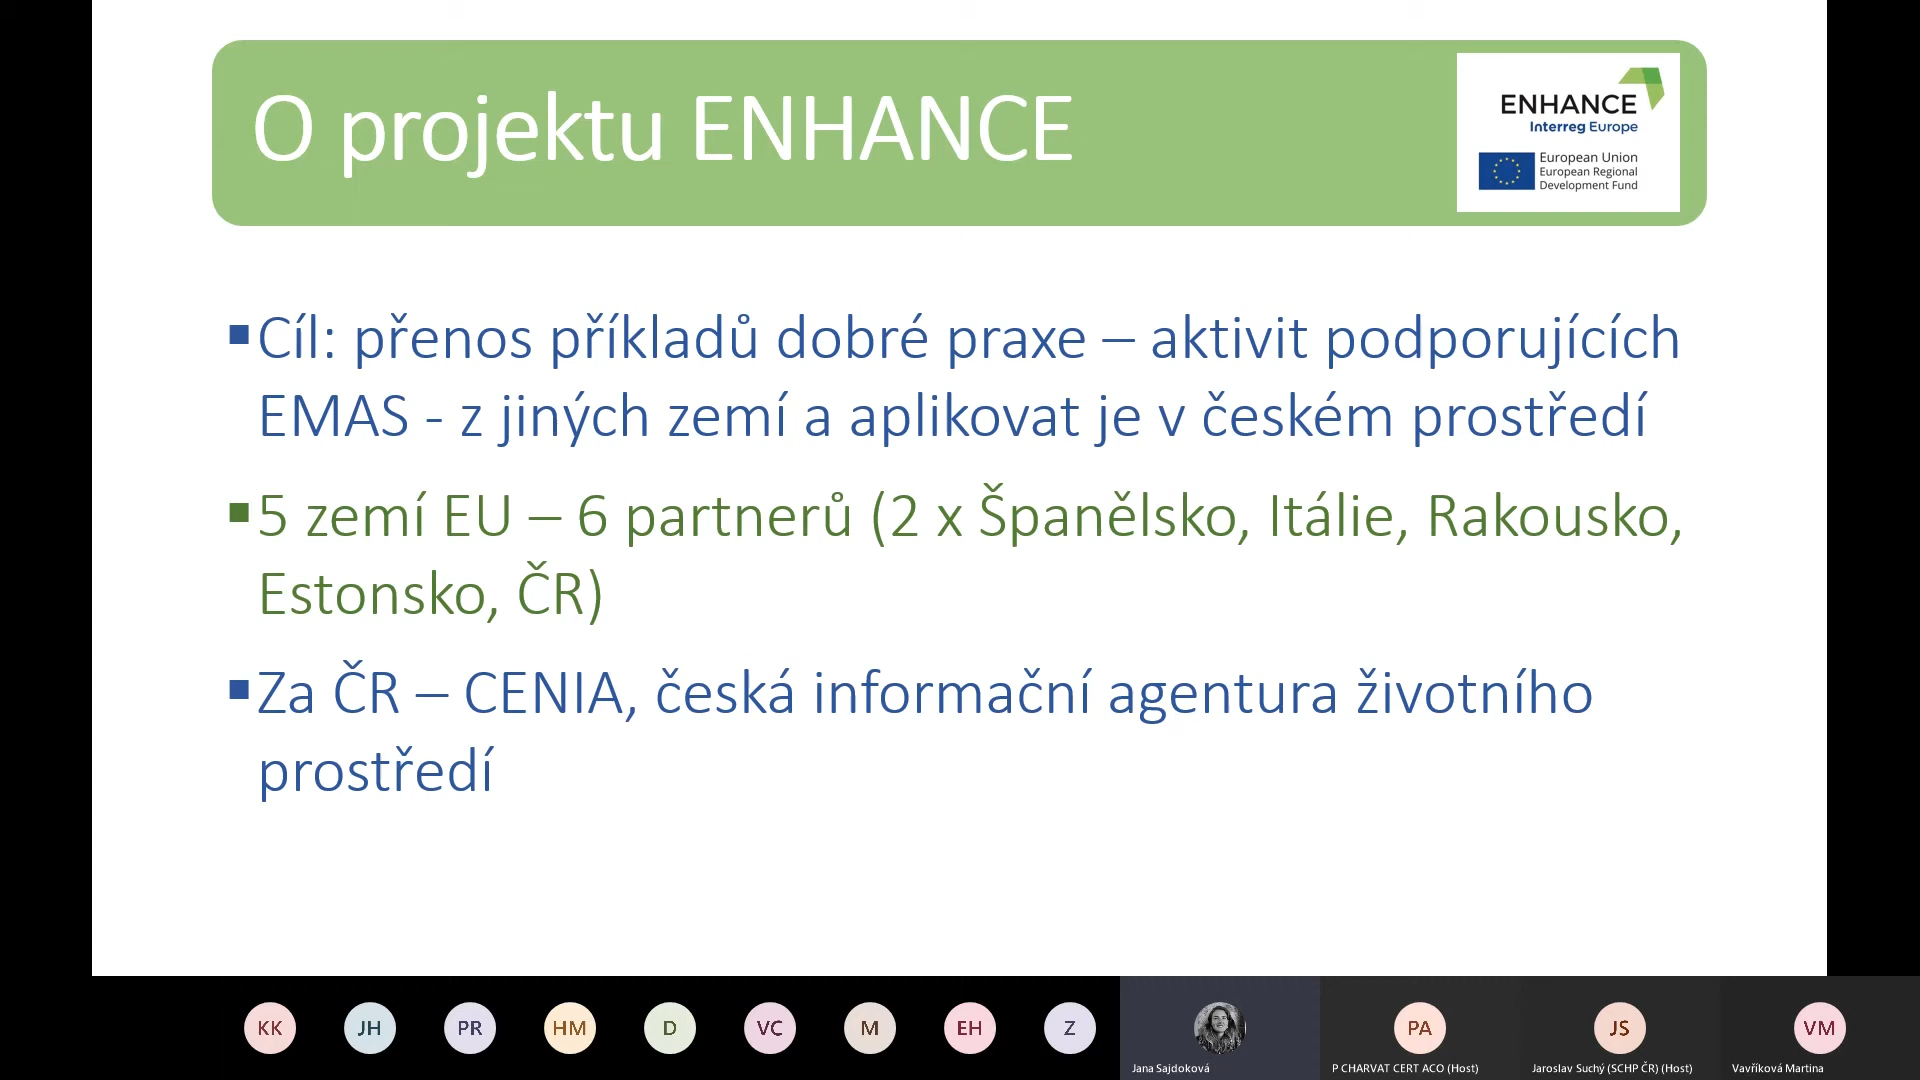 O projektu ENHANCE
ENHANCE
Interreg Europe
European Union
European Regional
Development Fund
▪Cíl: přenos příkladů dobré praxe – aktivit podporujících
EMAS - z jiných zemí a aplikovat je v českém prostředí
▪5 zemí EU – 6 partnerů (2 x Španělsko, Itálie, Rakousko,
Estonsko, ČR)
▪Za ČR – CENIA, česká informační agentura životního
prostředí
KK JH PR HM D VC M EH Z PA JS VM
Jana Sajdoková P CHARVAT CERT ACO (Host) Jaroslav Suchý (SCHP ČR) (Host) Vavříková Martina